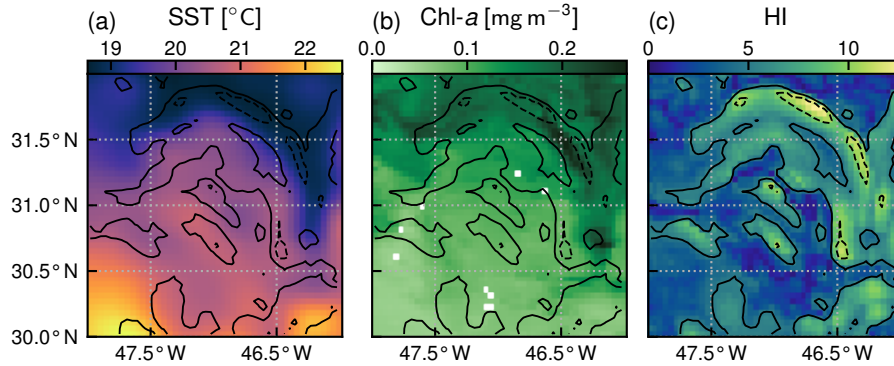 (a) SST [°C] (b) Chl-a [mg m⁻³] (c) HI
19 20 21 22 0.0 0.1 0.2 0 5 10
31.5°N
31.0°N
30.5°N
30.0°N
47.5°W 46.5°W 47.5°W 46.5°W 47.5°W 46.5°W